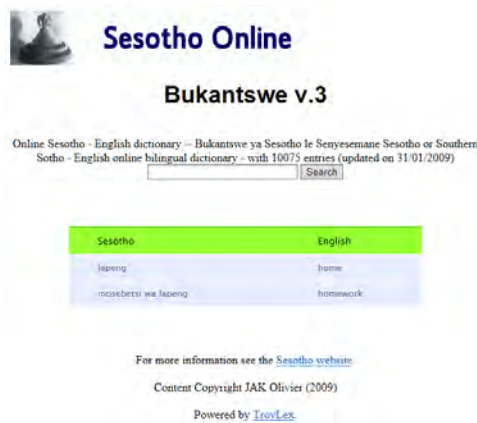 Sesotho Online
Bukantswe v.3
Online Sesotho - English dictionary -- Bukantswe ya Sesotho le Senyesemane Sesotho or Southern
Sotho - English online bilingual dictionary - with 10075 entries (updated on 31/01/2009)
Search
Sesotho English
lapeng home
mosebetsi wa lapeng homework
For more information see the Sesotho website.
Content Copyright JAK Olivier (2009)
Powered by TrovLex.